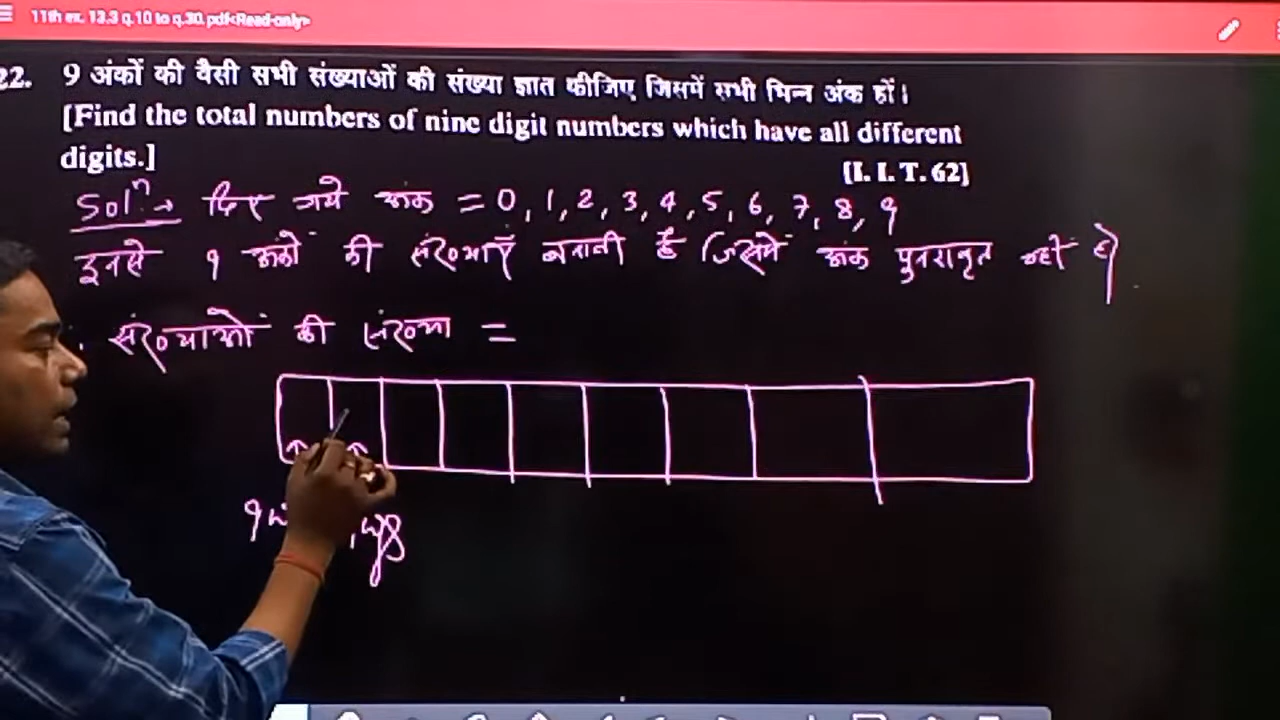 11th ex. 13.3 q.10 to q.30.pdf<Read-only>
22. 9 अंकों की वैसी सभी संख्याओं की संख्या ज्ञात कीजिए जिसमें सभी भिन्न अंक हों।
[Find the total numbers of nine digit numbers which have all different
digits.]
[I. I. T. 62]
Solⁿ→ दिए गये अंक = 0, 1, 2, 3, 4, 5, 6, 7, 8, 9
इनसे 9 अंको की संख्याएँ बनानी है जिसमें अंक पुनरावृत नहीं हो
∴ संख्याओं की संख्या =
9